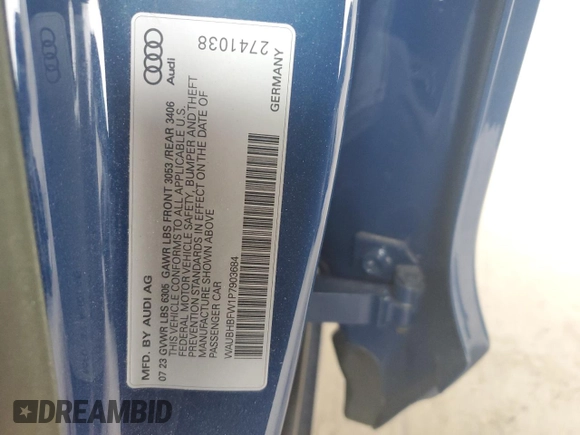 MFD. BY AUDI AG
07 23 GVWR LBS 6305 GAWR LBS FRONT 3053 /REAR 3406
THIS VEHICLE CONFORMS TO ALL APPLICABLE U.S.
FEDERAL MOTOR VEHICLE SAFETY, BUMPER AND THEFT
PREVENTION STANDARDS IN EFFECT ON THE DATE OF
MANUFACTURE SHOWN ABOVE
PASSENGER CAR
WAUBHBFW1P7903684
GERMANY
Audi
2741038
DREAMBID